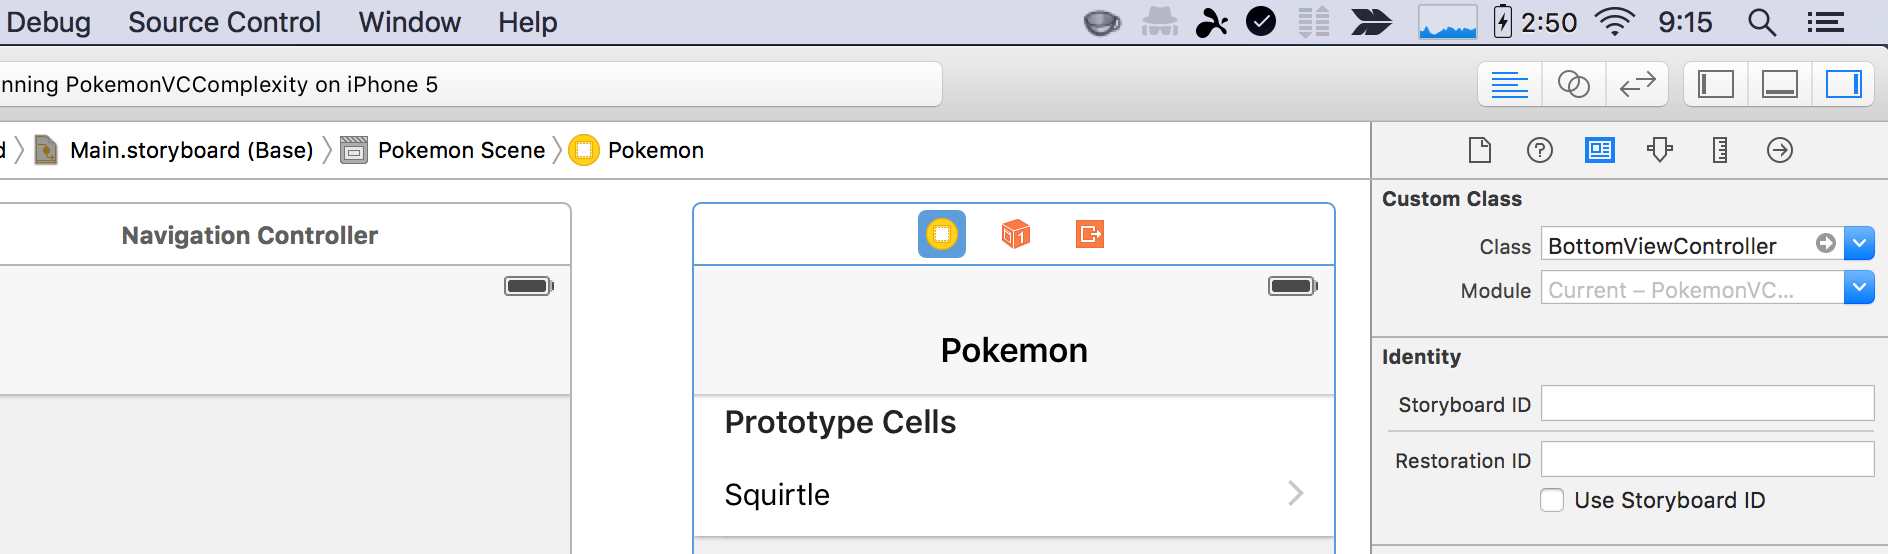 Debug Source Control Window Help 2:50 9:15
nning PokemonVCComplexity on iPhone 5
d Main.storyboard (Base) Pokemon Scene Pokemon
Navigation Controller
Pokemon
Prototype Cells
Squirtle
Custom Class
Class BottomViewController
Module Current – PokemonVC...
Identity
Storyboard ID
Restoration ID
Use Storyboard ID